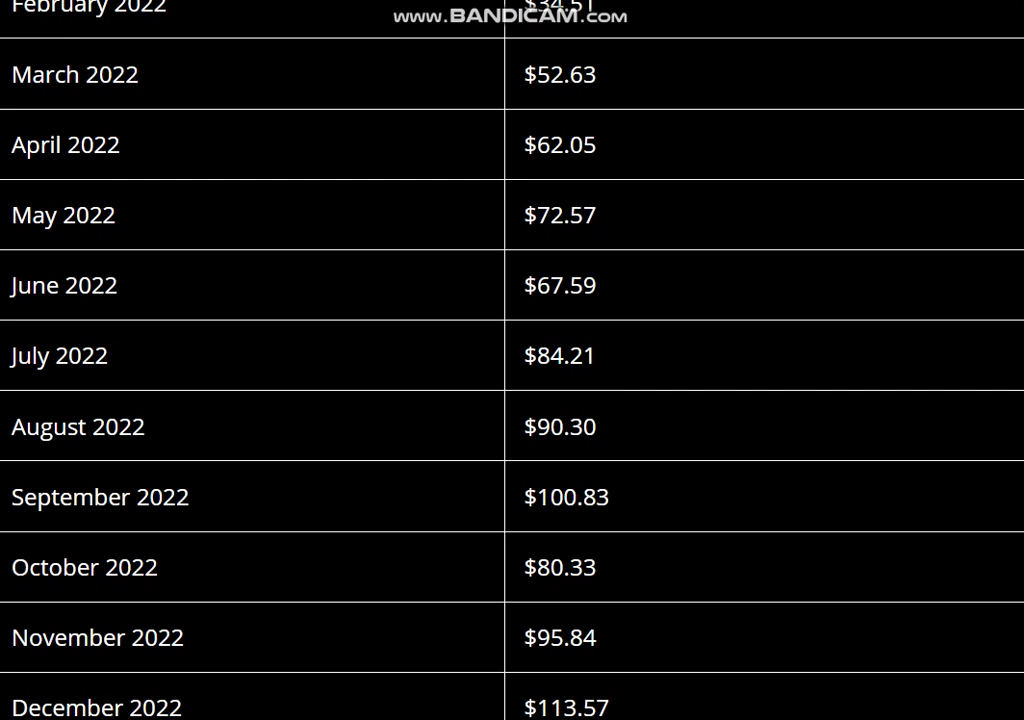 www.BANDICAM.com
February 2022 $34.51
March 2022 $52.63
April 2022 $62.05
May 2022 $72.57
June 2022 $67.59
July 2022 $84.21
August 2022 $90.30
September 2022 $100.83
October 2022 $80.33
November 2022 $95.84
December 2022 $113.57